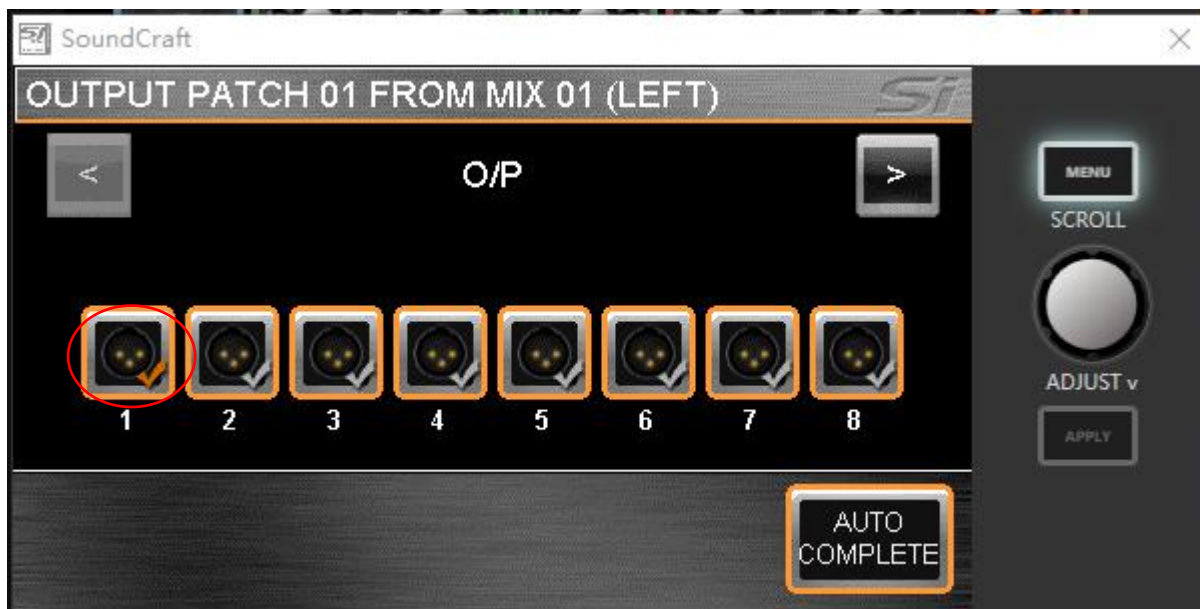 SoundCraft
OUTPUT PATCH 01 FROM MIX 01 (LEFT)
Si
<
O/P
>
MENU
SCROLL
1 2 3 4 5 6 7 8
ADJUST v
APPLY
AUTO
COMPLETE